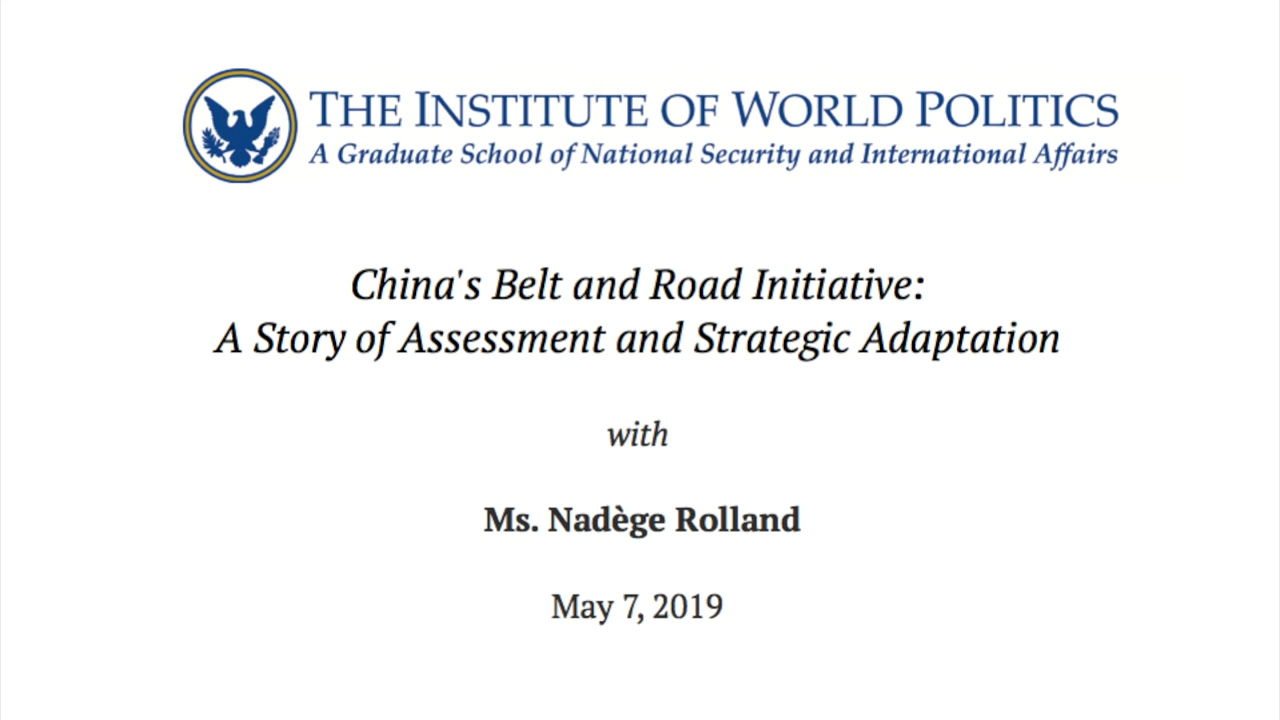 THE INSTITUTE OF WORLD POLITICS
A Graduate School of National Security and International Affairs
China's Belt and Road Initiative:
A Story of Assessment and Strategic Adaptation
with
Ms. Nadège Rolland
May 7, 2019